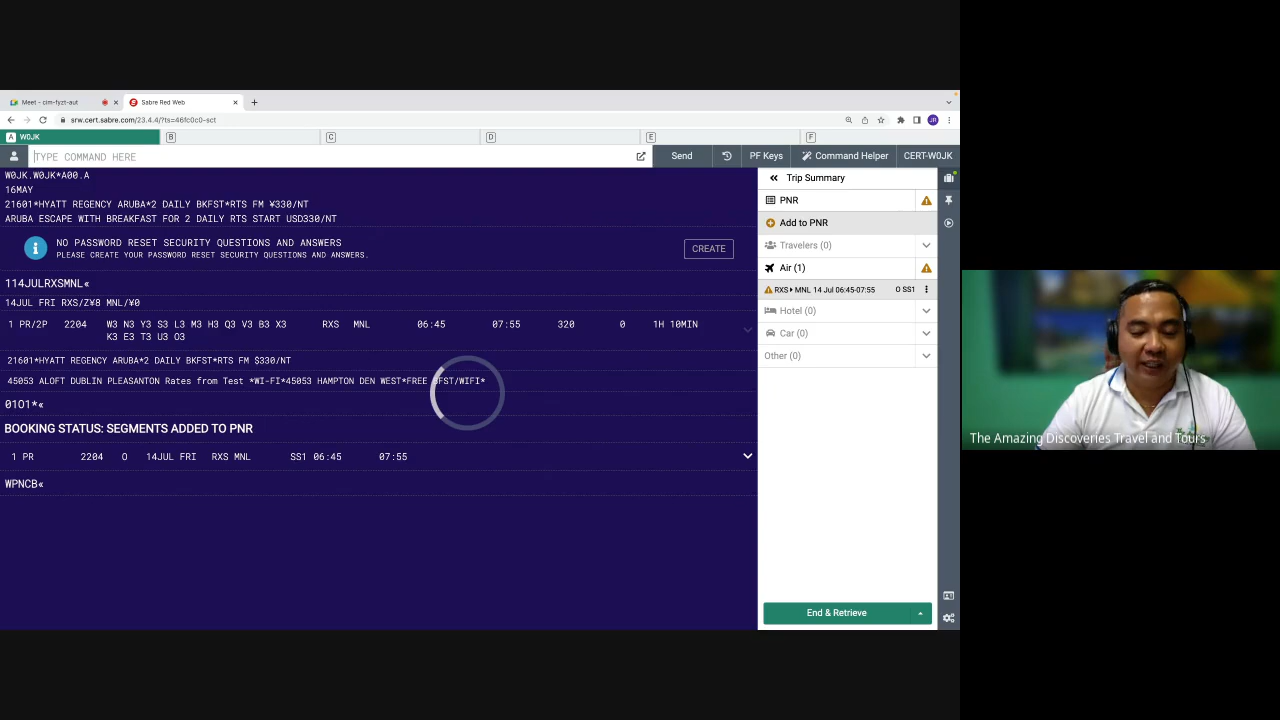 Meet - cim-fyzt-aut
Sabre Red Web
srw.cert.sabre.com/23.4.4/?ts=46fc0c0-sct
A W0JK
B
C
D
E
F
TYPE COMMAND HERE
Send
PF Keys
Command Helper
CERT-W0JK
W0JK.W0JK*A00.A
16MAY
21601*HYATT REGENCY ARUBA*2 DAILY BKFST*RTS FM ¥330/NT
ARUBA ESCAPE WITH BREAKFAST FOR 2 DAILY RTS START USD330/NT
NO PASSWORD RESET SECURITY QUESTIONS AND ANSWERS
PLEASE CREATE YOUR PASSWORD RESET SECURITY QUESTIONS AND ANSWERS.
CREATE
114JULRXSMNL«
14JUL FRI RXS/Z¥8 MNL/¥0
1 PR/2P 2204 W3 N3 Y3 S3 L3 M3 H3 Q3 V3 B3 X3 RXS MNL 06:45 07:55 320 0 1H 10MIN
K3 E3 T3 U3 O3
21601*HYATT REGENCY ARUBA*2 DAILY BKFST*RTS FM $330/NT
45053 ALOFT DUBLIN PLEASANTON Rates from Test *WI-FI*45053 HAMPTON DEN WEST*FREE BFST/WIFI*
01O1*«
BOOKING STATUS: SEGMENTS ADDED TO PNR
1 PR 2204 O 14JUL FRI RXS MNL SS1 06:45 07:55
WPNCB«
Trip Summary
PNR
Add to PNR
Travelers (0)
Air (1)
RXS MNL 14 Jul 06:45-07:55 O SS1
Hotel (0)
Car (0)
Other (0)
End & Retrieve
JR
The Amazing Discoveries Travel and Tours